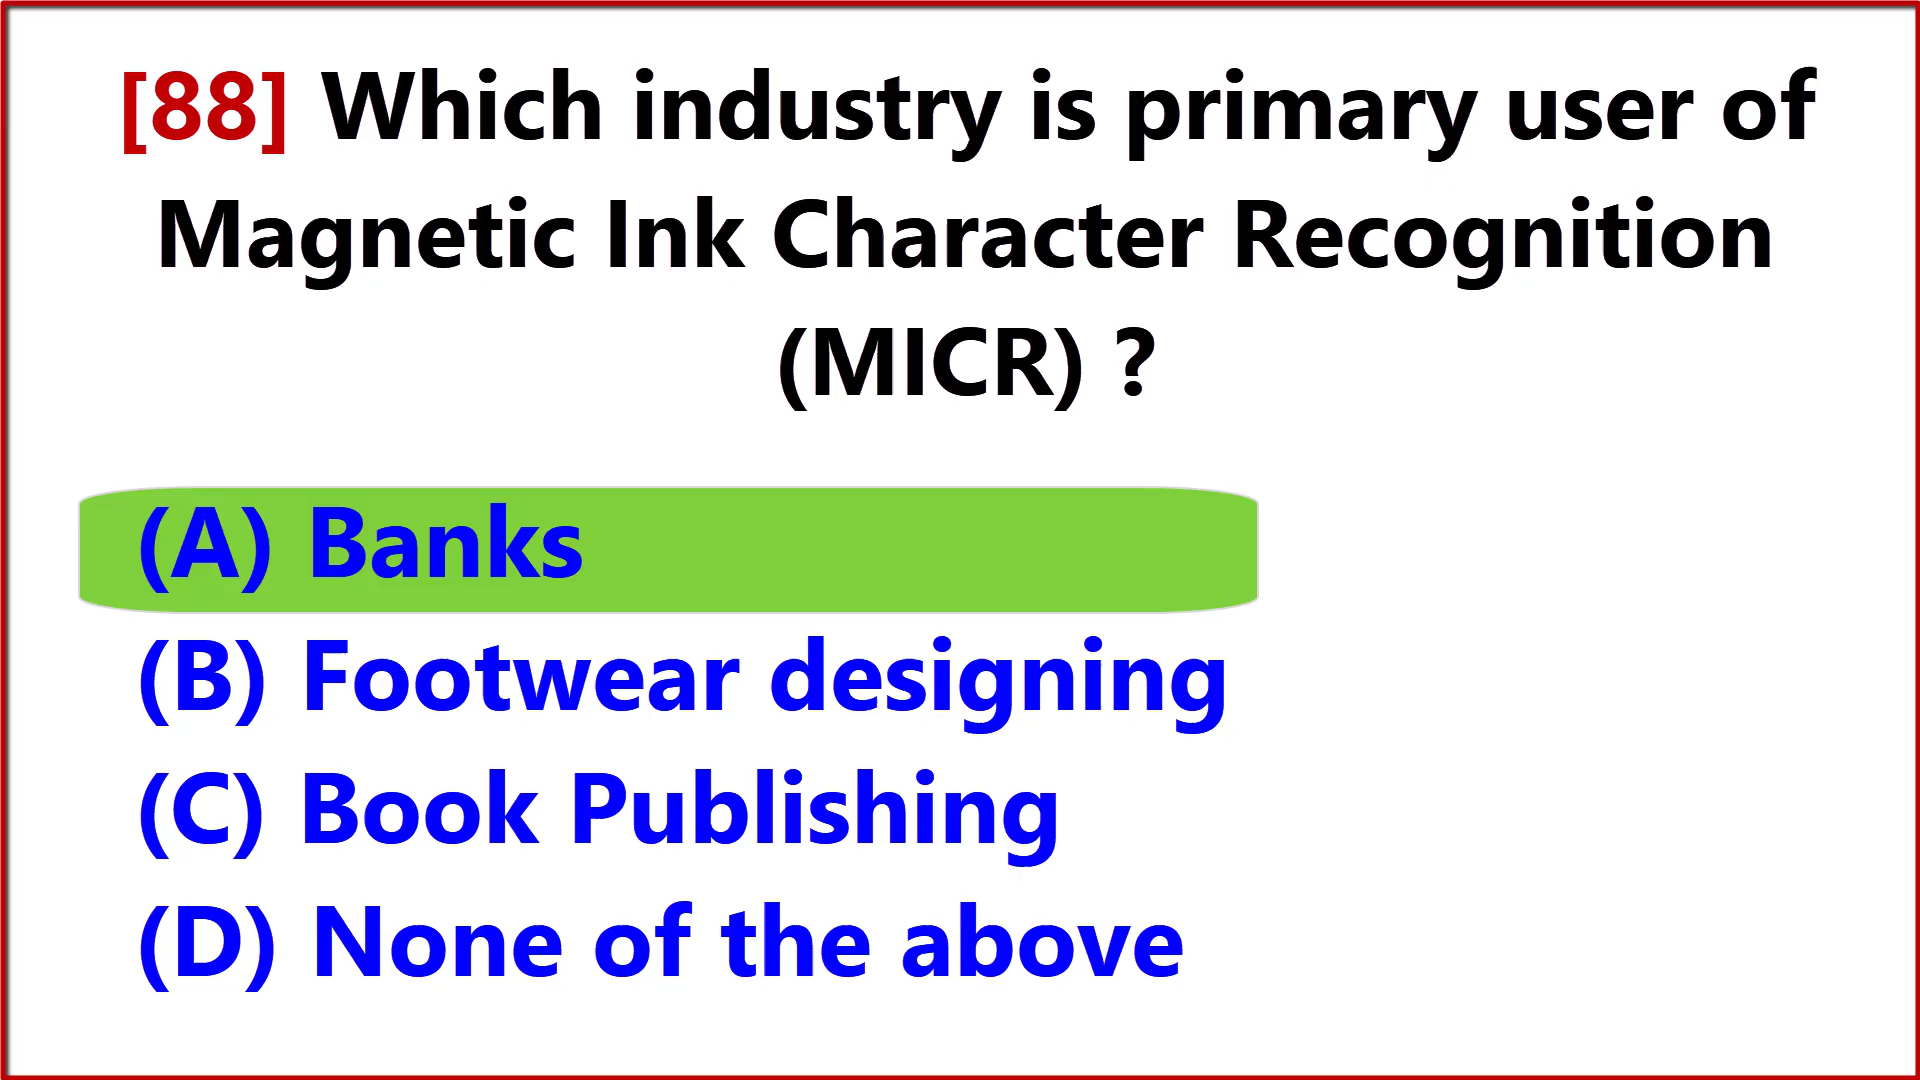 [88] Which industry is primary user of
Magnetic Ink Character Recognition
(MICR) ?
(A) Banks
(B) Footwear designing
(C) Book Publishing
(D) None of the above